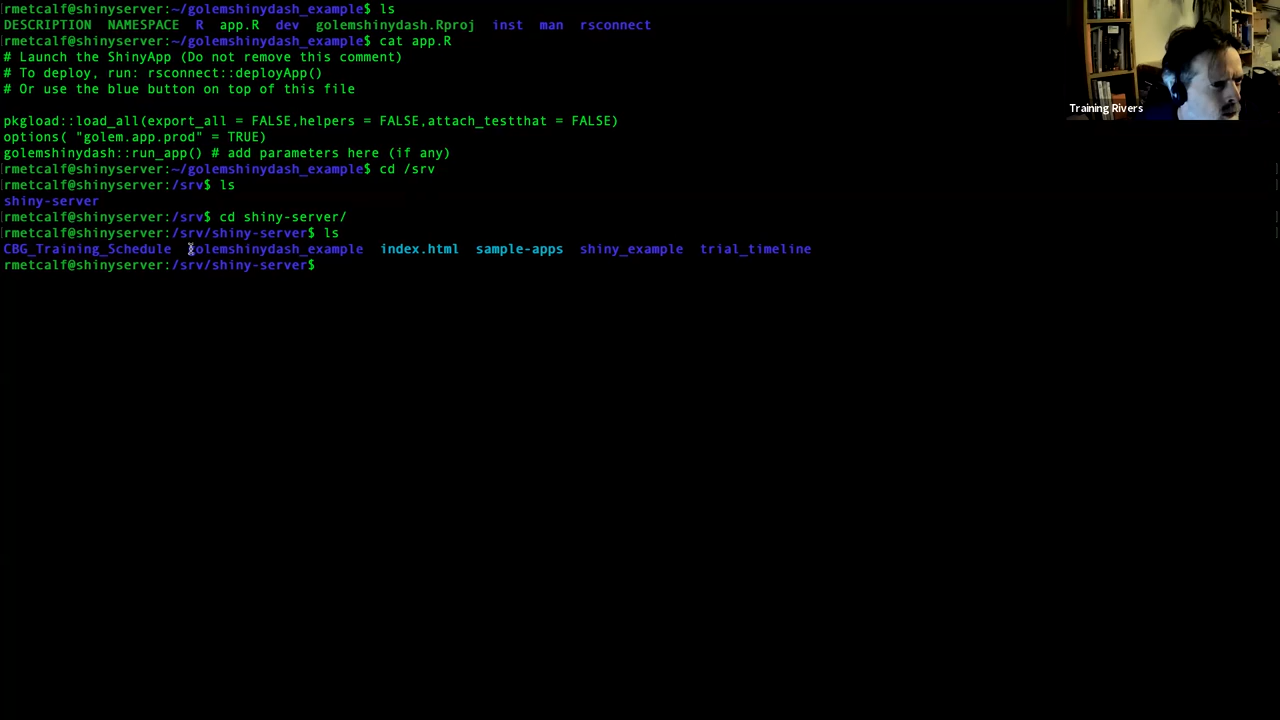 rmetcalf@shinyserver:~/golemshinydash_example$ ls
DESCRIPTION NAMESPACE R app.R dev golemshinydash.Rproj inst man rsconnect
rmetcalf@shinyserver:~/golemshinydash_example$ cat app.R
# Launch the ShinyApp (Do not remove this comment)
# To deploy, run: rsconnect::deployApp()
# Or use the blue button on top of this file
pkgload::load_all(export_all = FALSE,helpers = FALSE,attach_testthat = FALSE)
options( "golem.app.prod" = TRUE)
golemshinydash::run_app() # add parameters here (if any)
rmetcalf@shinyserver:~/golemshinydash_example$ cd /srv
rmetcalf@shinyserver:/srv$ ls
shiny-server
rmetcalf@shinyserver:/srv$ cd shiny-server/
rmetcalf@shinyserver:/srv/shiny-server$ ls
CBG_Training_Schedule golemshinydash_example index.html sample-apps shiny_example trial_timeline
rmetcalf@shinyserver:/srv/shiny-server$
Training Rivers